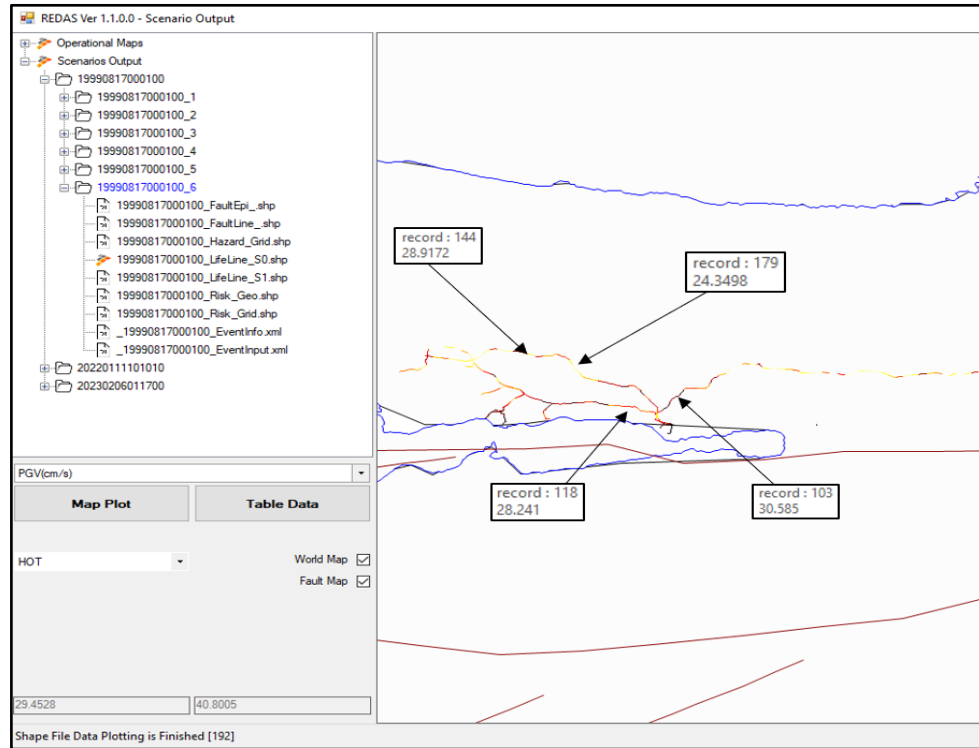 REDAS Ver 1.1.0.0 - Scenario Output
Operational Maps
Scenarios Output
19990817000100
19990817000100_1
19990817000100_2
19990817000100_3
19990817000100_4
19990817000100_5
19990817000100_6
19990817000100_FaultEpi_.shp
19990817000100_FaultLine_.shp
19990817000100_Hazard_Grid.shp
19990817000100_LifeLine_S0.shp
19990817000100_LifeLine_S1.shp
19990817000100_Risk_Geo.shp
19990817000100_Risk_Grid.shp
_19990817000100_EventInfo.xml
_19990817000100_EventInput.xml
20220111101010
20230206011700
PGV(cm/s)
Map Plot
Table Data
HOT
World Map
Fault Map
29.4528
40.8005
Shape File Data Plotting is Finished [192]
record : 144
28.9172
record : 179
24.3498
record : 118
28.241
record : 103
30.585